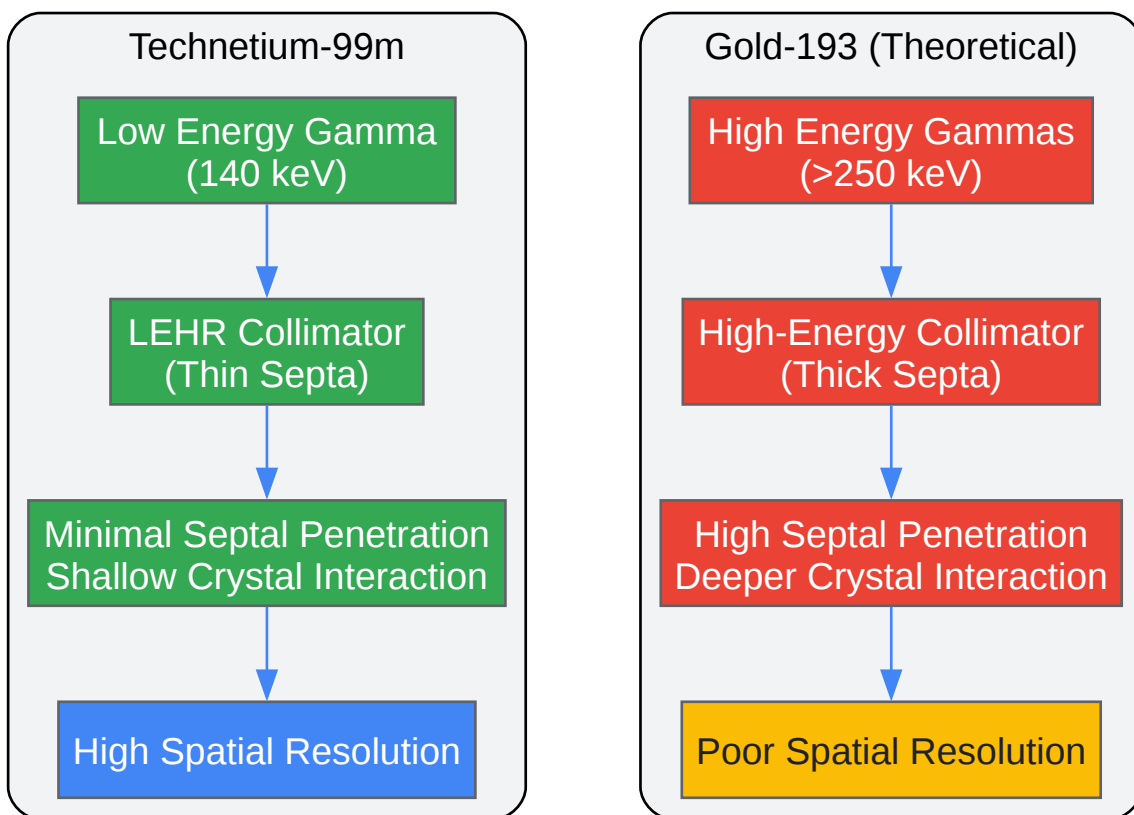 Technetium-99m
Low Energy Gamma
(140 keV)
LEHR Collimator
(Thin Septa)
Minimal Septal Penetration
Shallow Crystal Interaction
High Spatial Resolution
Gold-193 (Theoretical)
High Energy Gammas
(>250 keV)
High-Energy Collimator
(Thick Septa)
High Septal Penetration
Deeper Crystal Interaction
Poor Spatial Resolution